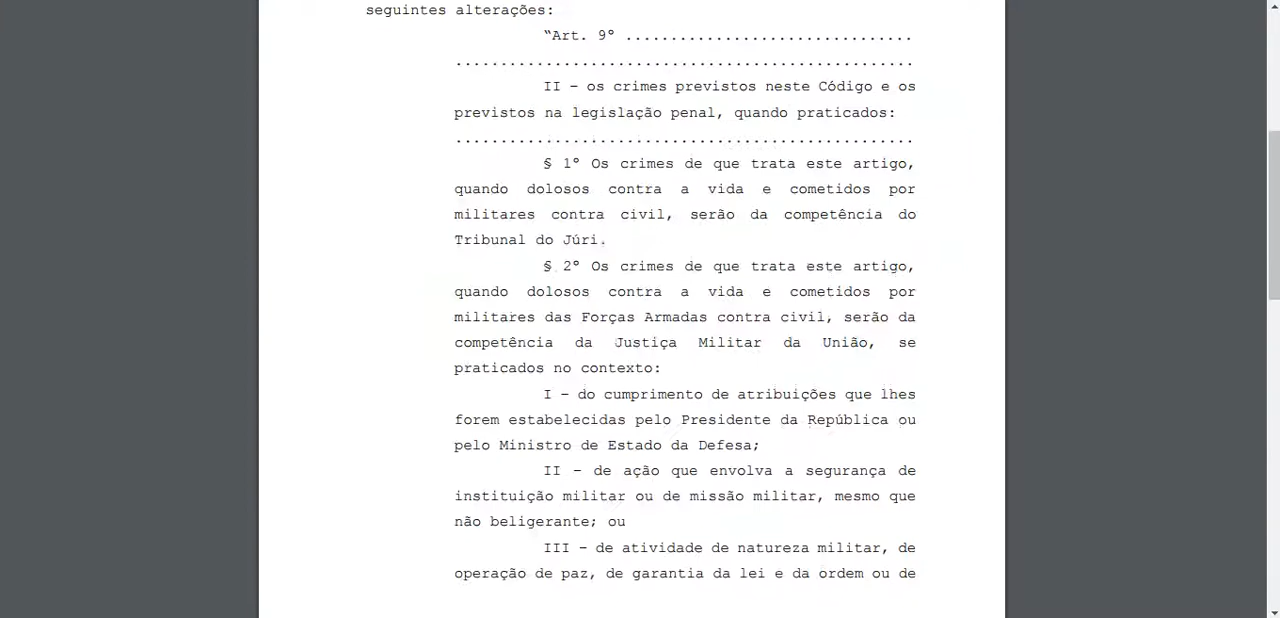 seguintes alterações:
“Art. 9º ................................
...................................................
II – os crimes previstos neste Código e os
previstos na legislação penal, quando praticados:
...................................................
§ 1º Os crimes de que trata este artigo,
quando dolosos contra a vida e cometidos por
militares contra civil, serão da competência do
Tribunal do Júri.
§ 2º Os crimes de que trata este artigo,
quando dolosos contra a vida e cometidos por
militares das Forças Armadas contra civil, serão da
competência da Justiça Militar da União, se
praticados no contexto:
I – do cumprimento de atribuições que lhes
forem estabelecidas pelo Presidente da República ou
pelo Ministro de Estado da Defesa;
II – de ação que envolva a segurança de
instituição militar ou de missão militar, mesmo que
não beligerante; ou
III – de atividade de natureza militar, de
operação de paz, de garantia da lei e da ordem ou de